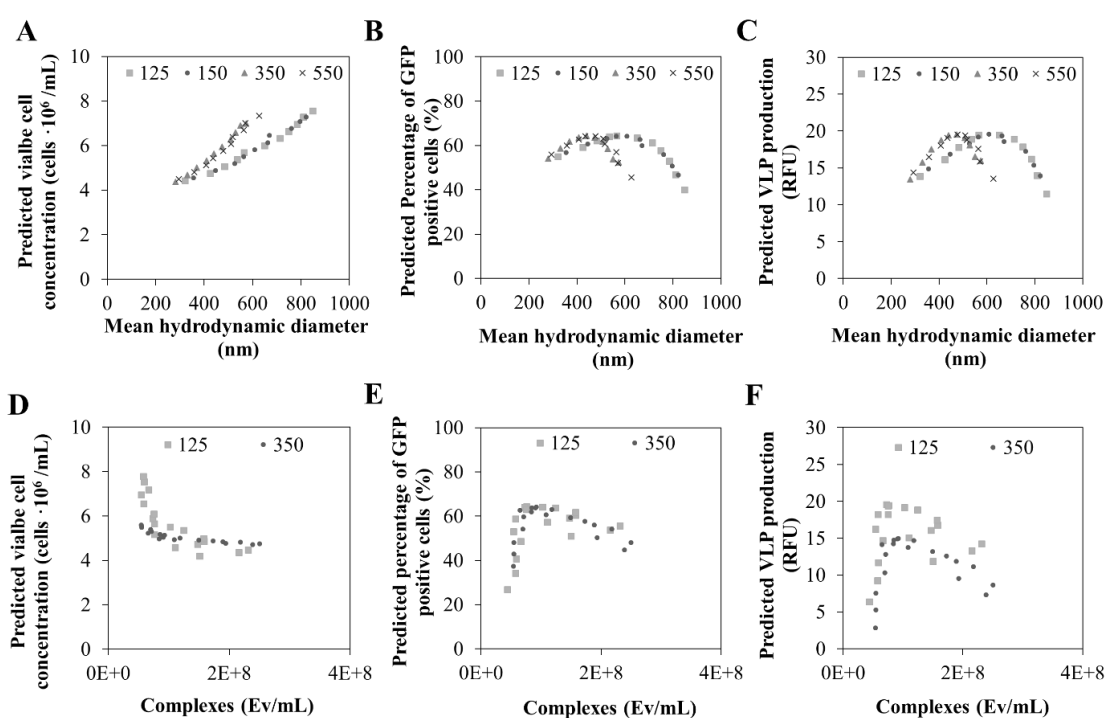 A
10
8
6
4
2
0
125 150 350 550
Predicted vialbe cell
concentration (cells ·10⁶ /mL)
0 200 400 600 800 1000
Mean hydrodynamic diameter
(nm)
B
100
80
60
40
20
0
125 150 350 550
Predicted Percentage of GFP
positive cells (%)
0 200 400 600 800 1000
Mean hydrodynamic diameter
(nm)
C
30
25
20
15
10
5
0
125 150 350 550
Predicted VLP production
(RFU)
0 200 400 600 800 1000
Mean hydrodynamic diameter
(nm)
D
10
8
6
4
2
0
125 350
Predicted vialbe cell
concentration (cells ·10⁶ /mL)
0E+0 2E+8 4E+8
Complexes (Ev/mL)
E
100
80
60
40
20
0
125 350
Predicted percentage of GFP
positive cells (%)
0E+0 2E+8 4E+8
Complexes (Ev/mL)
F
30
25
20
15
10
5
0
125 350
Predicted VLP production
(RFU)
0E+0 2E+8 4E+8
Complexes (Ev/mL)